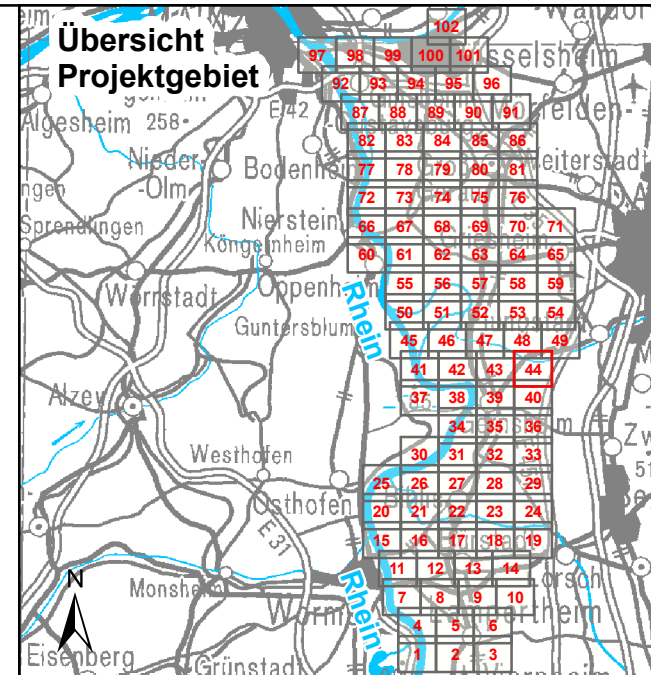 Übersicht
Projektgebiet
102
97 98 99 100 101
sselsheim
92 93 94 95 96
E 42
87 88 89 90 91
Algesheim 258
82 83 84 85 86
Nieder-
-Olm
Bodenheim
Weiterstadt
77 78 79 80 81
72 73 74 75 76
Sprendlingen
Nierstein
66 67 68 69 70 71
Köngernheim
60 61 62 63 64 65
Wörrstadt
Oppenh.im
55 56 57 58 59
Rhein
50 51 52 53 54
Guntersblum
45 46 47 48 49
41 42 43 44
Alzey
37 38 39 40
34 35 36
Westhofen
30 31 32 33
25 26 27 28 29
Osthofen
20 21 22 23 24
E 31
15 16 17 18 19
11 12 13 14
Lorsch
N
Monsheim
Rhein
7 8 9 10
Worms
4 5 6
Eisenberg
Grünstadt
1 2 3